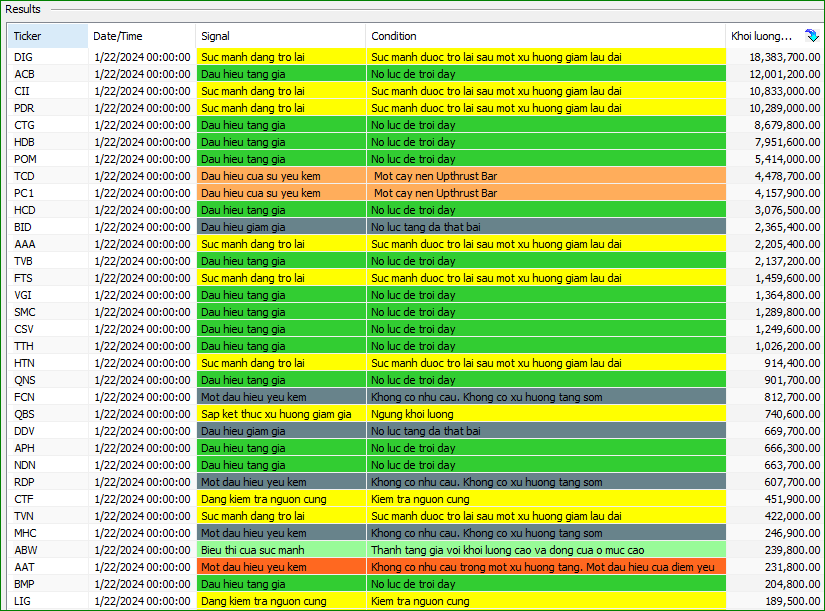 Results
Ticker Date/Time Signal Condition Khoi luong...
DIG 1/22/2024 00:00:00 Suc manh dang tro lai Suc manh duoc tro lai sau mot xu huong giam lau dai 18,383,700.00
ACB 1/22/2024 00:00:00 Dau hieu tang gia No luc de troi day 12,001,200.00
CII 1/22/2024 00:00:00 Suc manh dang tro lai Suc manh duoc tro lai sau mot xu huong giam lau dai 10,833,000.00
PDR 1/22/2024 00:00:00 Suc manh dang tro lai Suc manh duoc tro lai sau mot xu huong giam lau dai 10,289,000.00
CTG 1/22/2024 00:00:00 Dau hieu tang gia No luc de troi day 8,679,800.00
HDB 1/22/2024 00:00:00 Dau hieu tang gia No luc de troi day 7,951,600.00
POM 1/22/2024 00:00:00 Dau hieu tang gia No luc de troi day 5,414,000.00
TCD 1/22/2024 00:00:00 Dau hieu cua su yeu kem Mot cay nen Upthrust Bar 4,478,700.00
PC1 1/22/2024 00:00:00 Dau hieu cua su yeu kem Mot cay nen Upthrust Bar 4,157,900.00
HCD 1/22/2024 00:00:00 Dau hieu tang gia No luc de troi day 3,076,500.00
BID 1/22/2024 00:00:00 Dau hieu giam gia No luc tang da that bai 2,365,400.00
AAA 1/22/2024 00:00:00 Suc manh dang tro lai Suc manh duoc tro lai sau mot xu huong giam lau dai 2,205,400.00
TVB 1/22/2024 00:00:00 Dau hieu tang gia No luc de troi day 2,137,200.00
FTS 1/22/2024 00:00:00 Suc manh dang tro lai Suc manh duoc tro lai sau mot xu huong giam lau dai 1,459,600.00
VGI 1/22/2024 00:00:00 Dau hieu tang gia No luc de troi day 1,364,800.00
SMC 1/22/2024 00:00:00 Dau hieu tang gia No luc de troi day 1,289,800.00
CSV 1/22/2024 00:00:00 Dau hieu tang gia No luc de troi day 1,249,600.00
TTH 1/22/2024 00:00:00 Dau hieu tang gia No luc de troi day 1,026,200.00
HTN 1/22/2024 00:00:00 Suc manh dang tro lai Suc manh duoc tro lai sau mot xu huong giam lau dai 914,400.00
QNS 1/22/2024 00:00:00 Dau hieu tang gia No luc de troi day 901,700.00
FCN 1/22/2024 00:00:00 Mot dau hieu yeu kem Khong co nhu cau. Khong co xu huong tang som 812,700.00
QBS 1/22/2024 00:00:00 Sap ket thuc xu huong giam gia Ngung khoi luong 740,600.00
DDV 1/22/2024 00:00:00 Dau hieu giam gia No luc tang da that bai 669,700.00
APH 1/22/2024 00:00:00 Dau hieu tang gia No luc de troi day 666,300.00
NDN 1/22/2024 00:00:00 Dau hieu tang gia No luc de troi day 663,700.00
RDP 1/22/2024 00:00:00 Mot dau hieu yeu kem Khong co nhu cau. Khong co xu huong tang som 607,700.00
CTF 1/22/2024 00:00:00 Dang kiem tra nguon cung Kiem tra nguon cung 451,900.00
TVN 1/22/2024 00:00:00 Suc manh dang tro lai Suc manh duoc tro lai sau mot xu huong giam lau dai 422,000.00
MHC 1/22/2024 00:00:00 Mot dau hieu yeu kem Khong co nhu cau. Khong co xu huong tang som 246,900.00
ABW 1/22/2024 00:00:00 Bieu thi cua suc manh Thanh tang gia voi khoi luong cao va dong cua o muc cao 239,800.00
AAT 1/22/2024 00:00:00 Mot dau hieu yeu kem Khong co nhu cau trong mot xu huong tang. Mot dau hieu cua diem yeu 231,800.00
BMP 1/22/2024 00:00:00 Dau hieu tang gia No luc de troi day 204,800.00
LIG 1/22/2024 00:00:00 Dang kiem tra nguon cung Kiem tra nguon cung 189,500.00